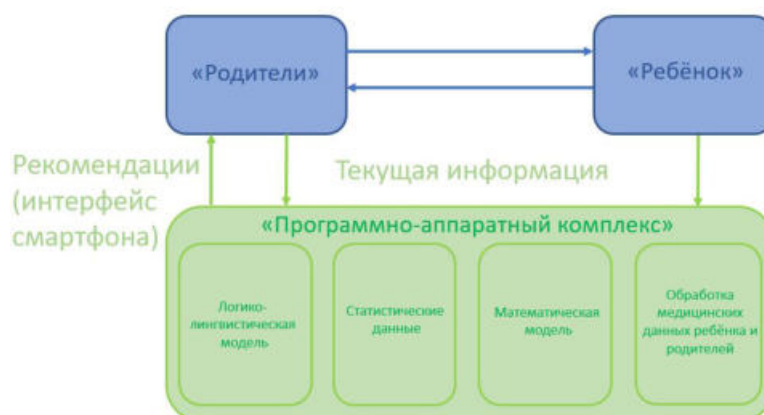 «Родители»
«Ребёнок»
Рекомендации
(интерфейс
смартфона)
Текущая информация
«Программно-аппаратный комплекс»
Логико-
лингвистическая
модель
Статистические
данные
Математическая
модель
Обработка
медицинских
данных ребёнка и
родителей